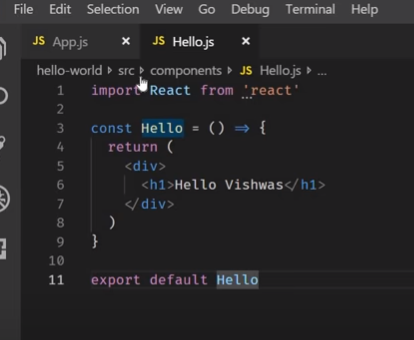 File Edit Selection View Go Debug Terminal Help
JS App.js × JS Hello.js ×
hello-world ▸ src ▸ components ▸ JS Hello.js ▸ ...
1 import React from 'react'
2
3 const Hello = () => {
4 return (
5 <div>
6 <h1>Hello Vishwas</h1>
7 </div>
8 )
9 }
10
11 export default Hello